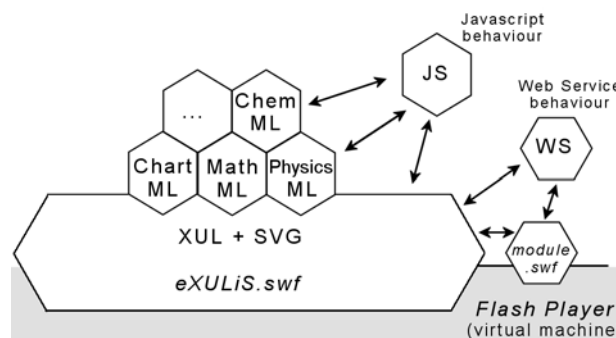 Javascript
behaviour
JS
Chem
ML
...
Web Service
behaviour
WS
Chart
ML
Math
ML
Physics
ML
XUL + SVG
module
.swf
eXULiS.swf
Flash Player
(virtual machine